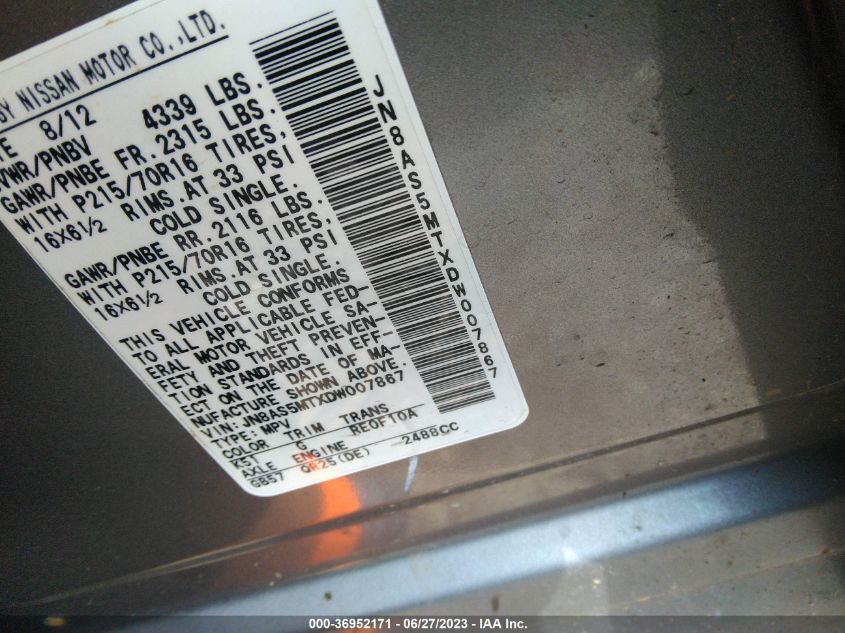 BY NISSAN MOTOR CO.,LTD.
8/12
4339 LBS.
GAWR/PNBE FR.2315 LBS.
WITH P215/70R16 TIRES,
16X6½ RIMS.AT 33 PSI
COLD SINGLE.
GAWR/PNBE RR.2116 LBS.
WITH P215/70R16 TIRES,
16X6½ RIMS.AT 33 PSI
COLD SINGLE.
THIS VEHICLE CONFORMS
TO ALL APPLICABLE FED-
ERAL MOTOR VEHICLE SA-
FETY AND THEFT PREVEN-
TION STANDARDS IN EFF-
ECT ON THE DATE OF MA-
NUFACTURE SHOWN ABOVE.
VIN:JN8AS5MTXDW007867
TYPE:MPV
COLOR TRIM TRANS
G RE0F10A
AXLE ENGINE
GB57 QR25(DE) 2488CC
JN8AS5MTXDW007867
000-36952171 - 06/27/2023 - IAA Inc.